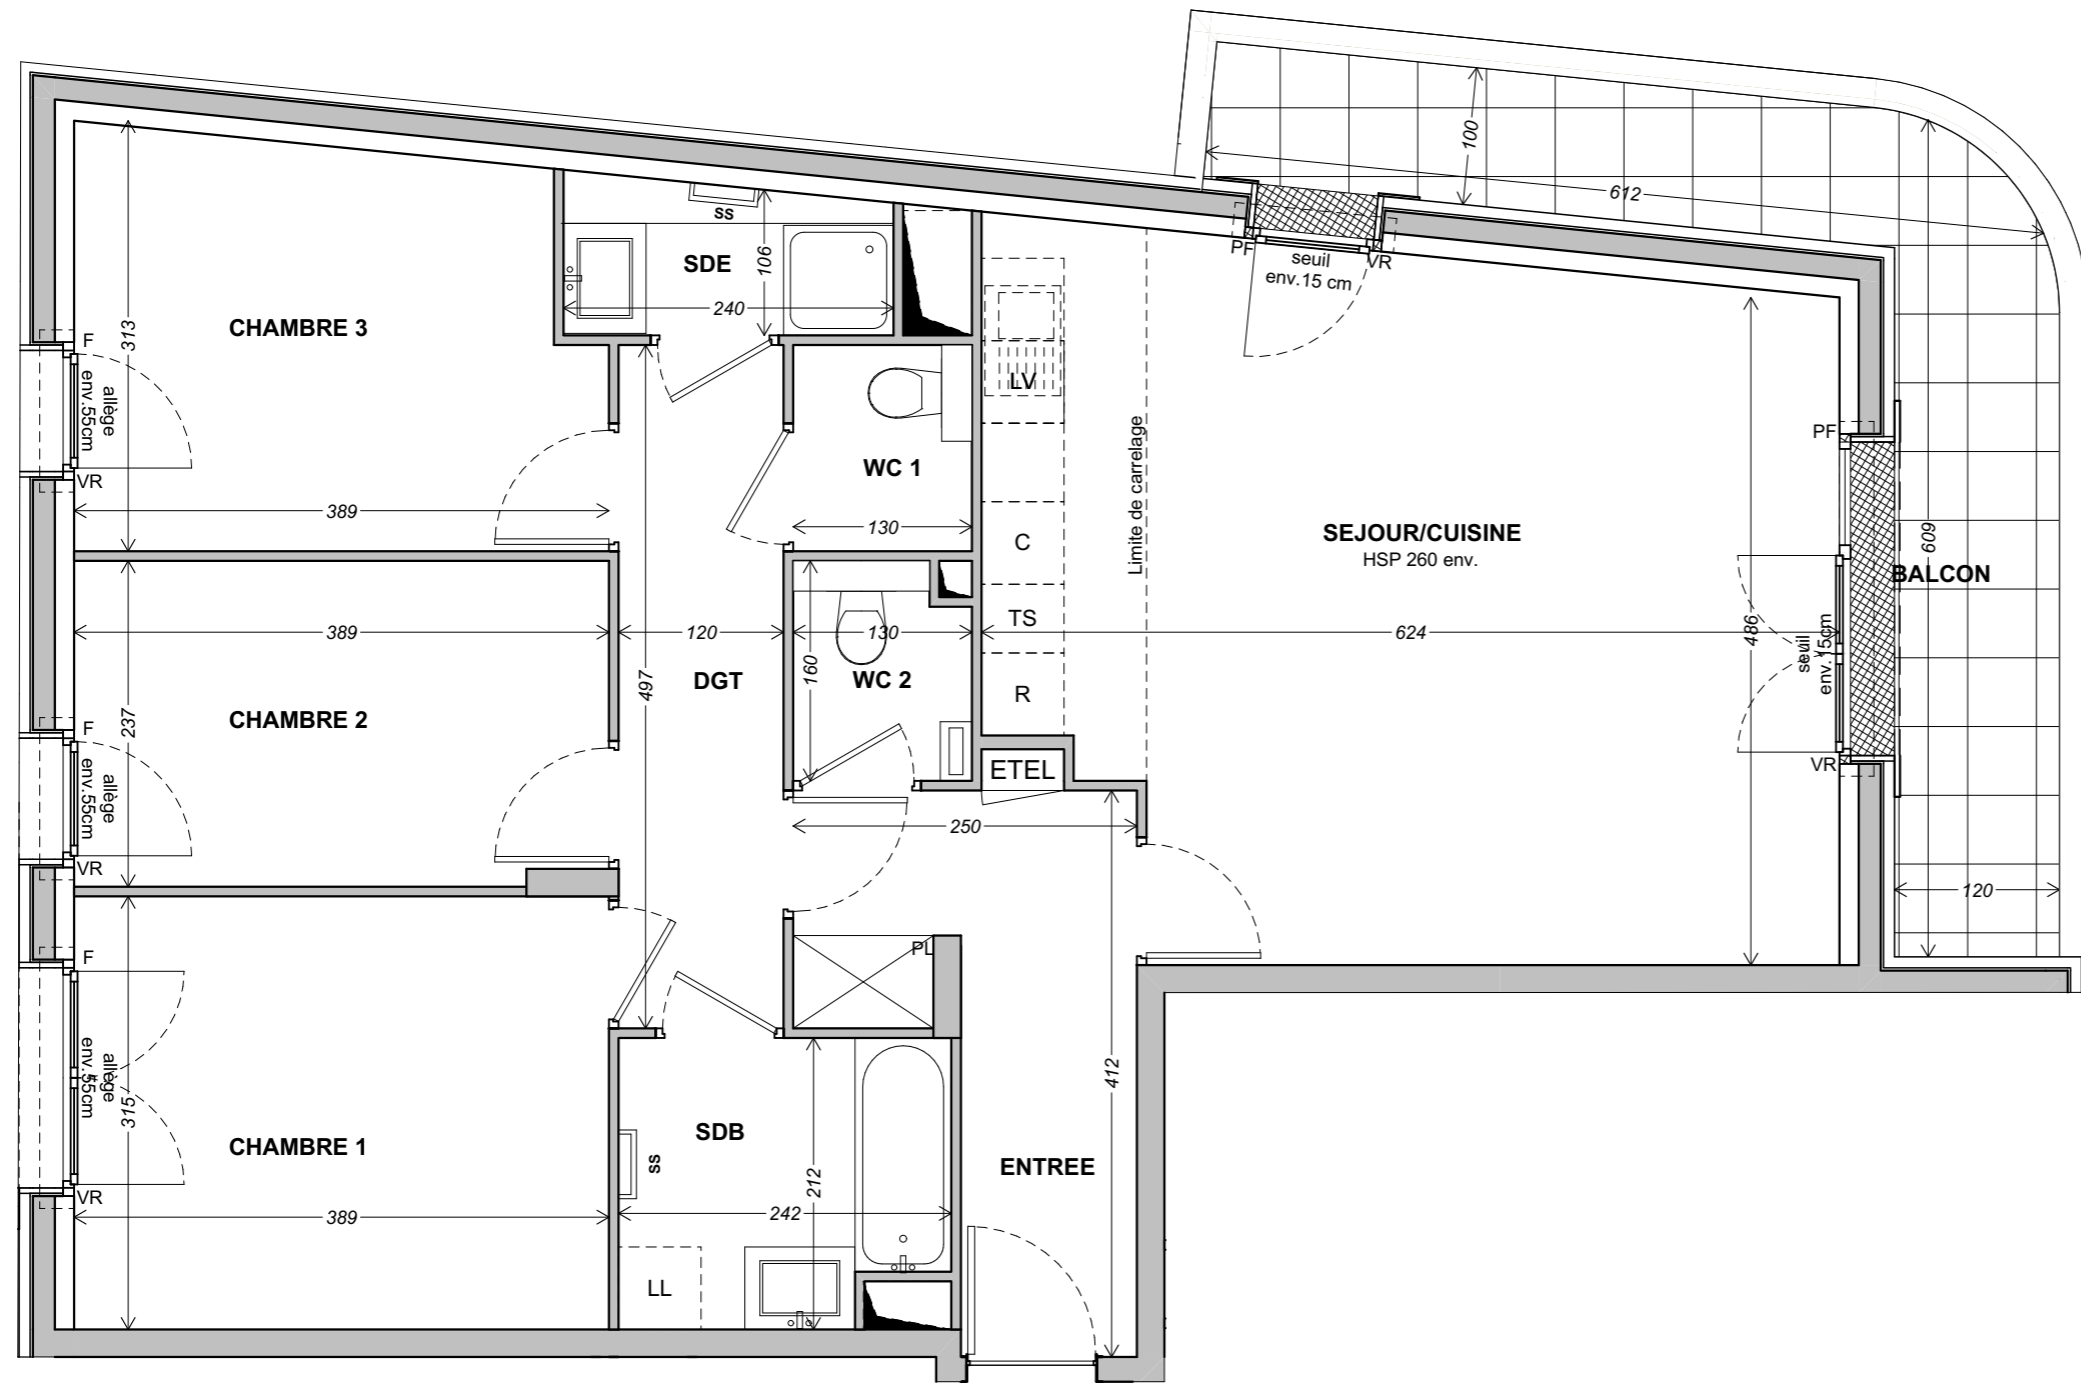 100
612
PF
VR
seuil
env.15 cm
ss
SDE
106
240
CHAMBRE 3
313
F
allège
env.55cm
VR
389
LV
WC 1
130
C
TS
R
Limite de carrelage
SEJOUR/CUISINE
HSP 260 env.
PF
609
BALCON
486
seuil
env.15cm
VR
624
389
120
130
160
WC 2
497
DGT
237
CHAMBRE 2
F
allège
env.55cm
VR
ETEL
250
120
PL
F
allège
env.55cm
315
VR
CHAMBRE 1
389
SDB
ss
212
242
LL
412
ENTREE